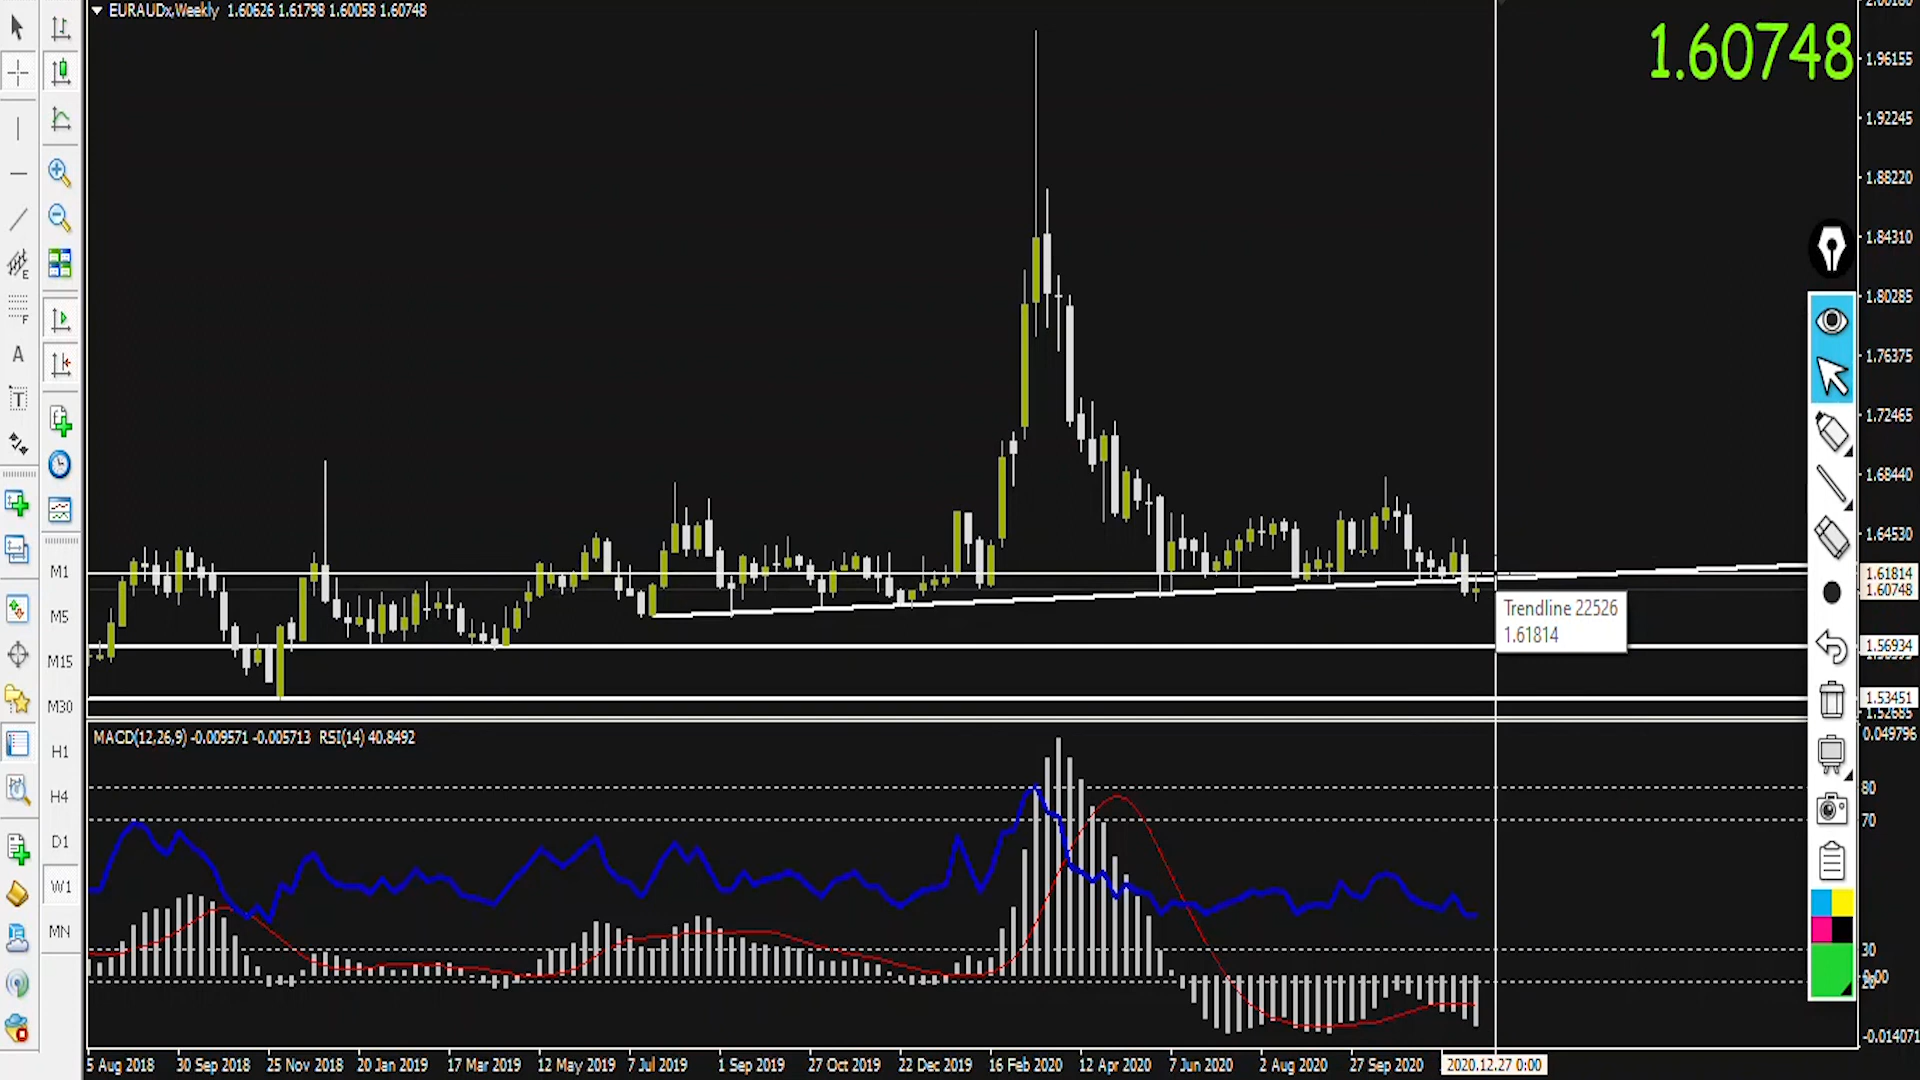 EURAUDx,Weekly 1.60626 1.61798 1.60058 1.60748
1.60748
1.96155
1.92245
1.88220
1.84310
1.80285
1.76375
1.72465
1.68440
1.64530
1.61814
1.60748
1.56934
1.53451
1.52685
Trendline 22526
1.61814
A
T
E
F
M1
M5
M15
M30
H1
H4
D1
W1
MN
MACD(12,26,9) -0.009571 -0.005713 RSI(14) 40.8492
0.049796
80
70
30
-0.014071
5 Aug 2018
30 Sep 2018
25 Nov 2018
20 Jan 2019
17 Mar 2019
12 May 2019
7 Jul 2019
1 Sep 2019
27 Oct 2019
22 Dec 2019
16 Feb 2020
12 Apr 2020
7 Jun 2020
2 Aug 2020
27 Sep 2020
2020.12.27 0:00